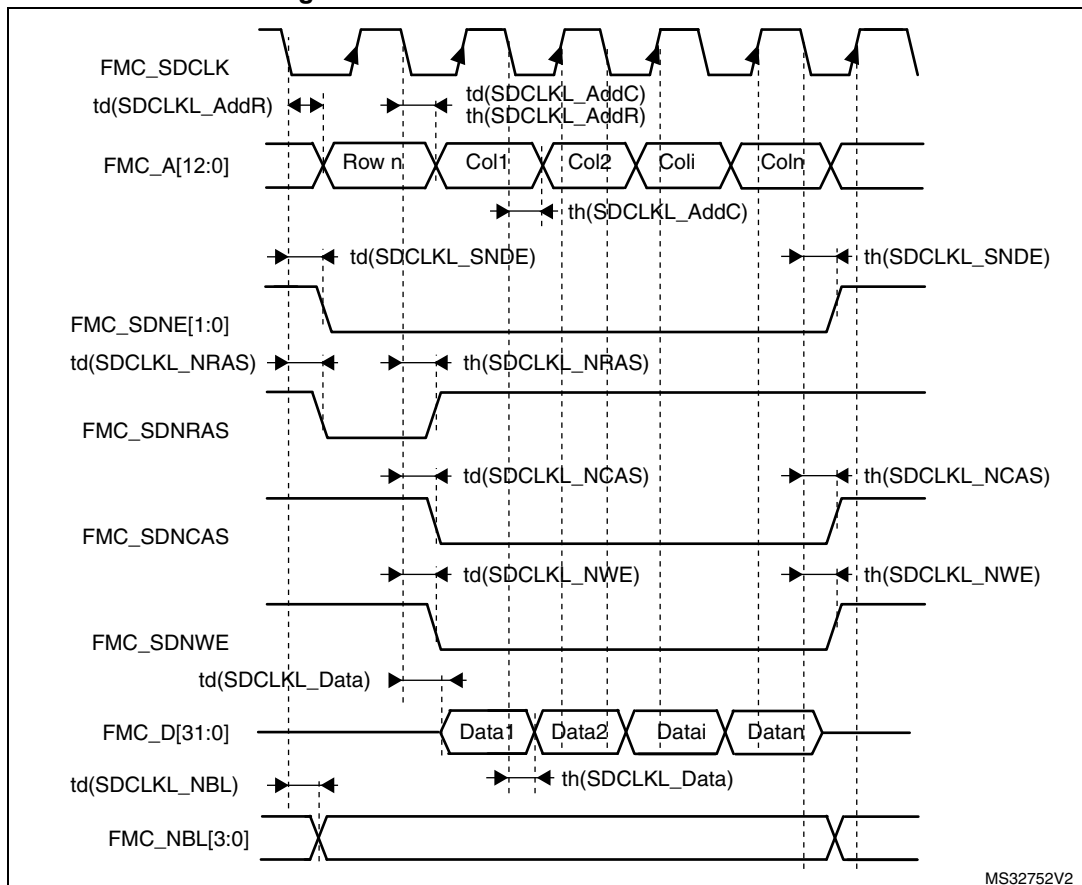 FMC_SDCLK
td(SDCLKL_AddR)
td(SDCLKL_AddC)
th(SDCLKL_AddR)
FMC_A[12:0]
Row n
Col1
Col2
Coli
Coln
th(SDCLKL_AddC)
td(SDCLKL_SNDE)
th(SDCLKL_SNDE)
FMC_SDNE[1:0]
td(SDCLKL_NRAS)
th(SDCLKL_NRAS)
FMC_SDNRAS
td(SDCLKL_NCAS)
th(SDCLKL_NCAS)
FMC_SDNCAS
td(SDCLKL_NWE)
th(SDCLKL_NWE)
FMC_SDNWE
td(SDCLKL_Data)
FMC_D[31:0]
Data1
Data2
Datai
Datan
th(SDCLKL_Data)
td(SDCLKL_NBL)
FMC_NBL[3:0]
MS32752V2